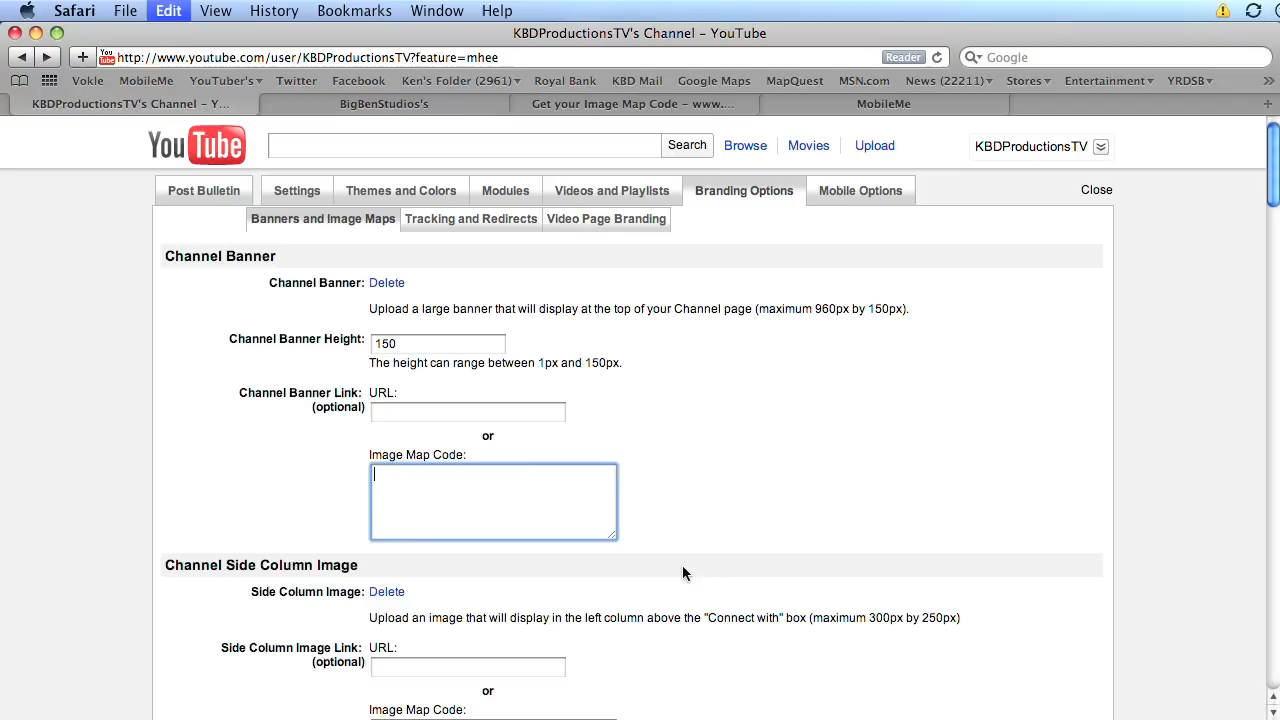 Safari File Edit View History Bookmarks Window Help
KBDProductionsTV's Channel – YouTube
You Tube http://www.youtube.com/user/KBDProductionsTV?feature=mhee Reader Google
Vokle MobileMe YouTuber's Twitter Facebook Ken's Folder (2961) Royal Bank KBD Mail Google Maps MapQuest MSN.com News (22211) Stores Entertainment YRDSB
KBDProductionsTV's Channel – Y... BigBenStudios's Get your Image Map Code – www.... MobileMe
YouTube Search Browse Movies Upload KBDProductionsTV
Post Bulletin Settings Themes and Colors Modules Videos and Playlists Branding Options Mobile Options Close
Banners and Image Maps Tracking and Redirects Video Page Branding
Channel Banner
Channel Banner: Delete
Upload a large banner that will display at the top of your Channel page (maximum 960px by 150px).
Channel Banner Height: 150
The height can range between 1px and 150px.
Channel Banner Link: URL:
(optional)
or
Image Map Code:
Channel Side Column Image
Side Column Image: Delete
Upload an image that will display in the left column above the "Connect with" box (maximum 300px by 250px)
Side Column Image Link: URL:
(optional)
or
Image Map Code: